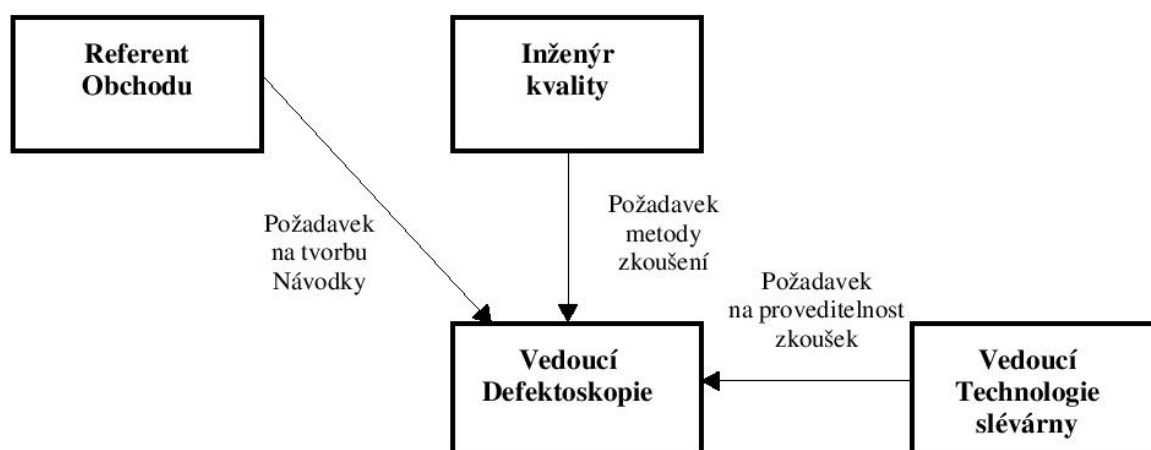 Referent
Obchodu
Inženýr
kvality
Požadavek
na tvorbu
Návodky
Požadavek
metody
zkoušení
Požadavek
na proveditelnost
zkoušek
Vedoucí
Defektoskopie
Vedoucí
Technologie
slévárny